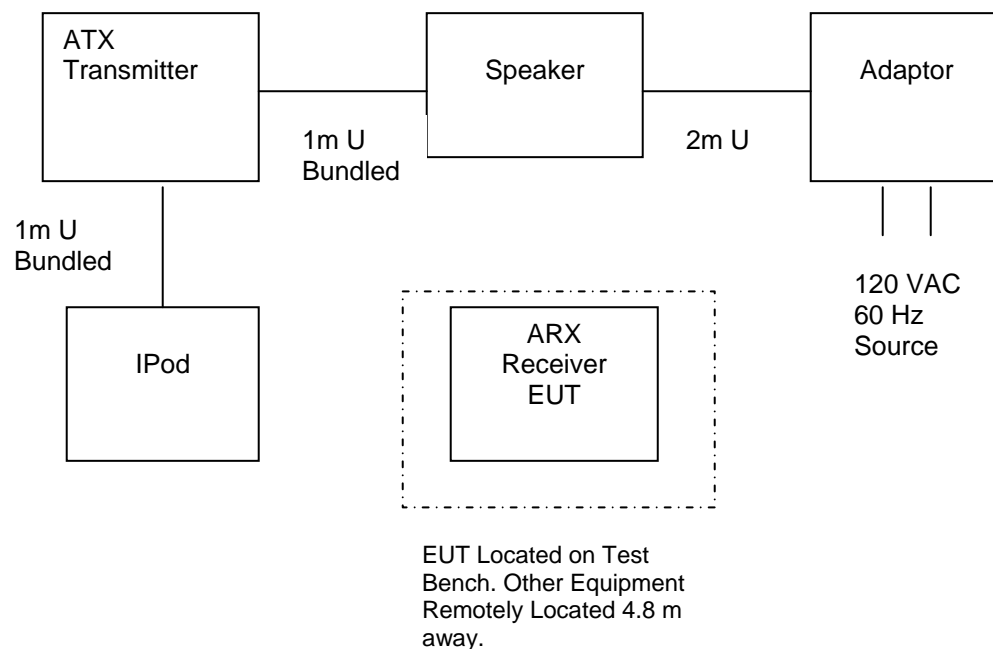 ATX
Transmitter
Speaker
Adaptor
1m U
Bundled
2m U
1m U
Bundled
120 VAC
60 Hz
Source
IPod
ARX
Receiver
EUT
EUT Located on Test
Bench. Other Equipment
Remotely Located 4.8 m
away.